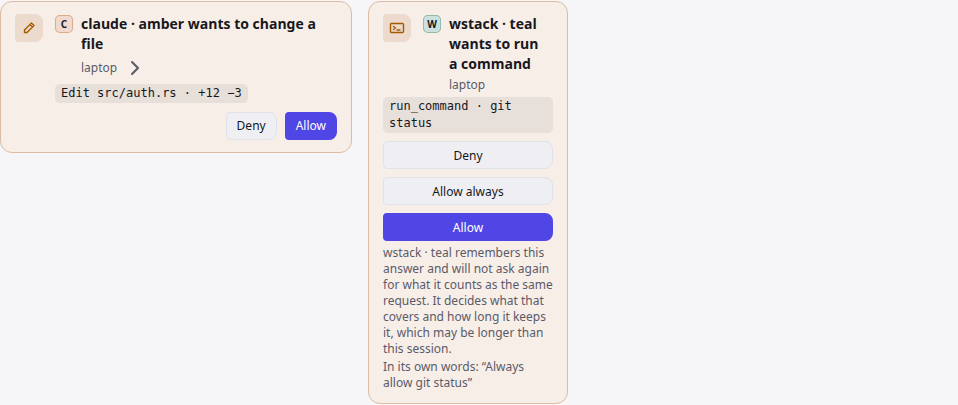 C claude · amber wants to change a
file
laptop
Edit src/auth.rs · +12 −3
Deny Allow
W wstack · teal
wants to run
a command
laptop
run_command · git
status
Deny
Allow always
Allow
wstack · teal remembers this
answer and will not ask again
for what it counts as the same
request. It decides what that
covers and how long it keeps
it, which may be longer than
this session.
In its own words: “Always
allow git status”